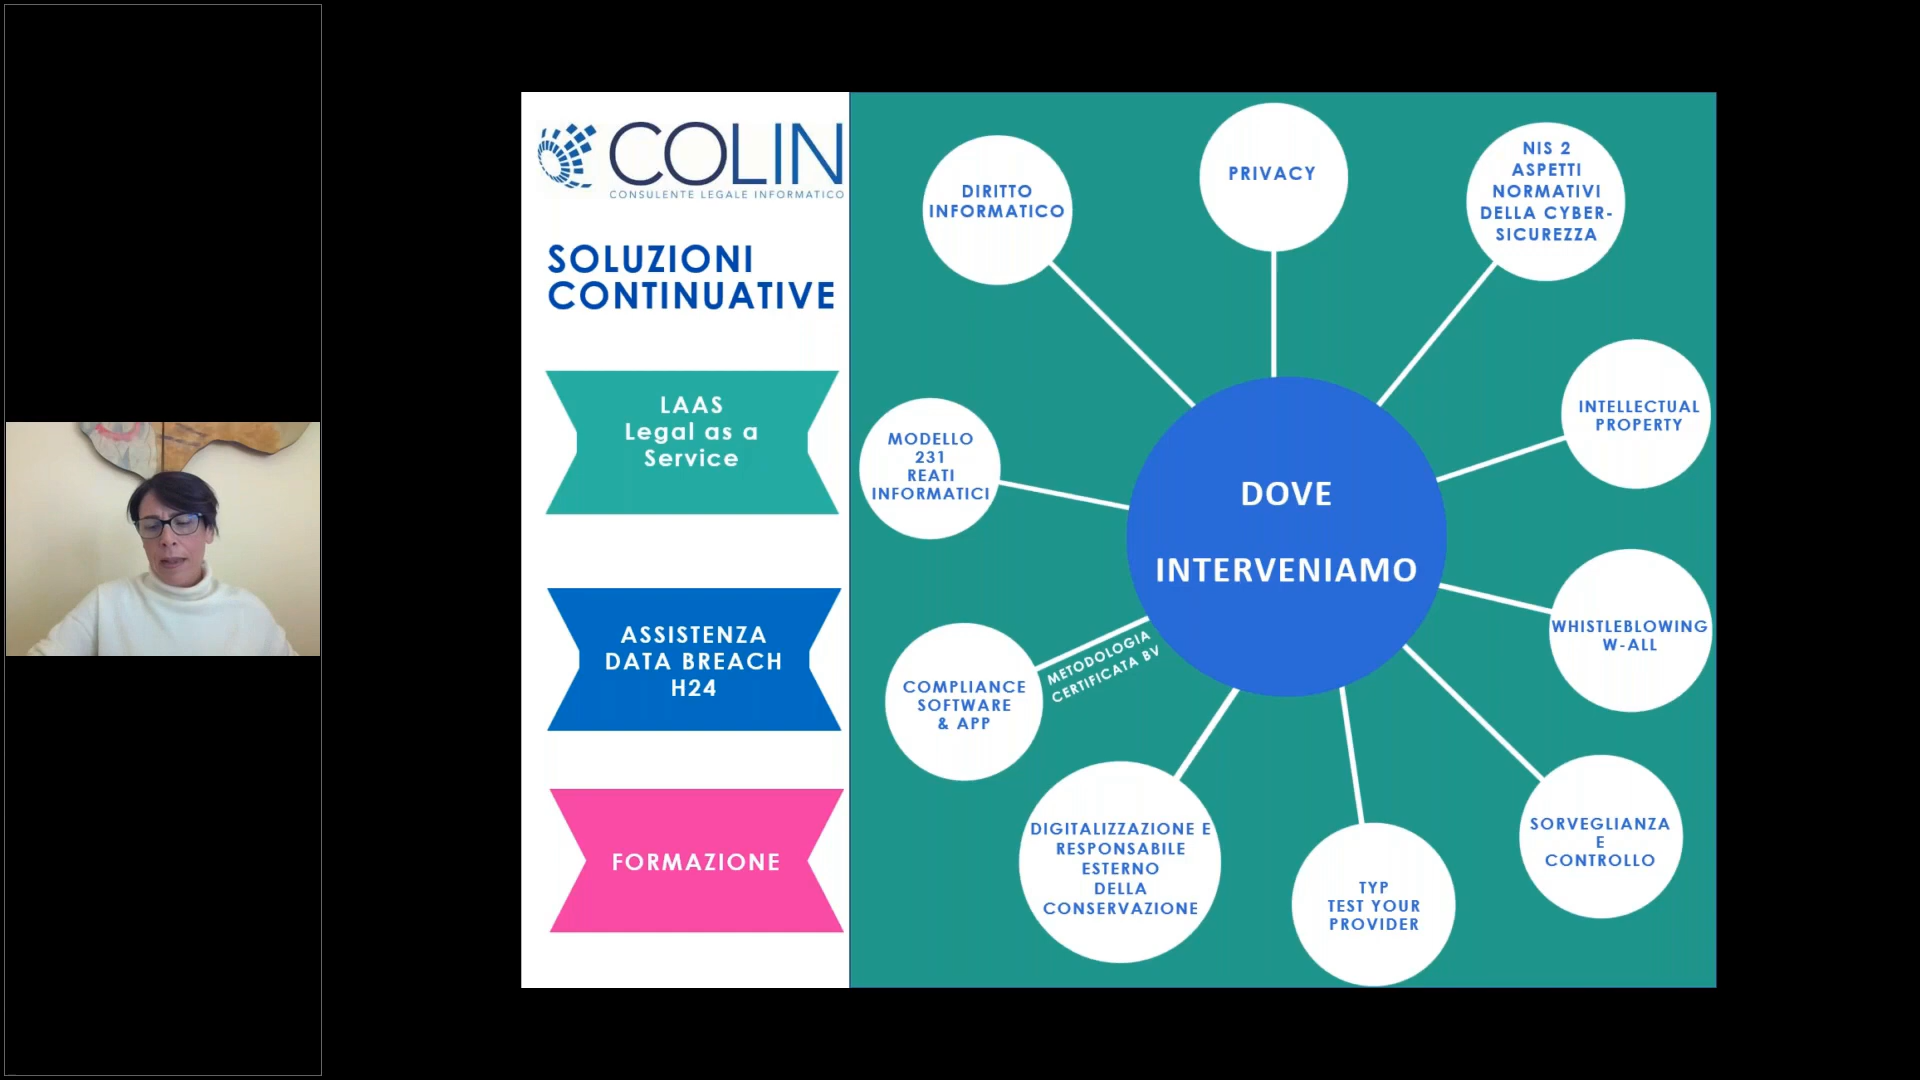 COLIN
CONSULENTE LEGALE INFORMATICO
SOLUZIONI
CONTINUATIVE
LAAS
Legal as a
Service
ASSISTENZA
DATA BREACH
H24
FORMAZIONE
DIRITTO
INFORMATICO
PRIVACY
NIS 2
ASPETTI
NORMATIVI
DELLA CYBER-
SICUREZZA
INTELLECTUAL
PROPERTY
MODELLO
231
REATI
INFORMATICI
DOVE
INTERVENIAMO
WHISTLEBLOWING
W-ALL
METODOLOGIA
CERTIFICATA BV
COMPLIANCE
SOFTWARE
& APP
DIGITALIZZAZIONE E
RESPONSABILE
ESTERNO
DELLA
CONSERVAZIONE
TYP
TEST YOUR
PROVIDER
SORVEGLIANZA
E
CONTROLLO